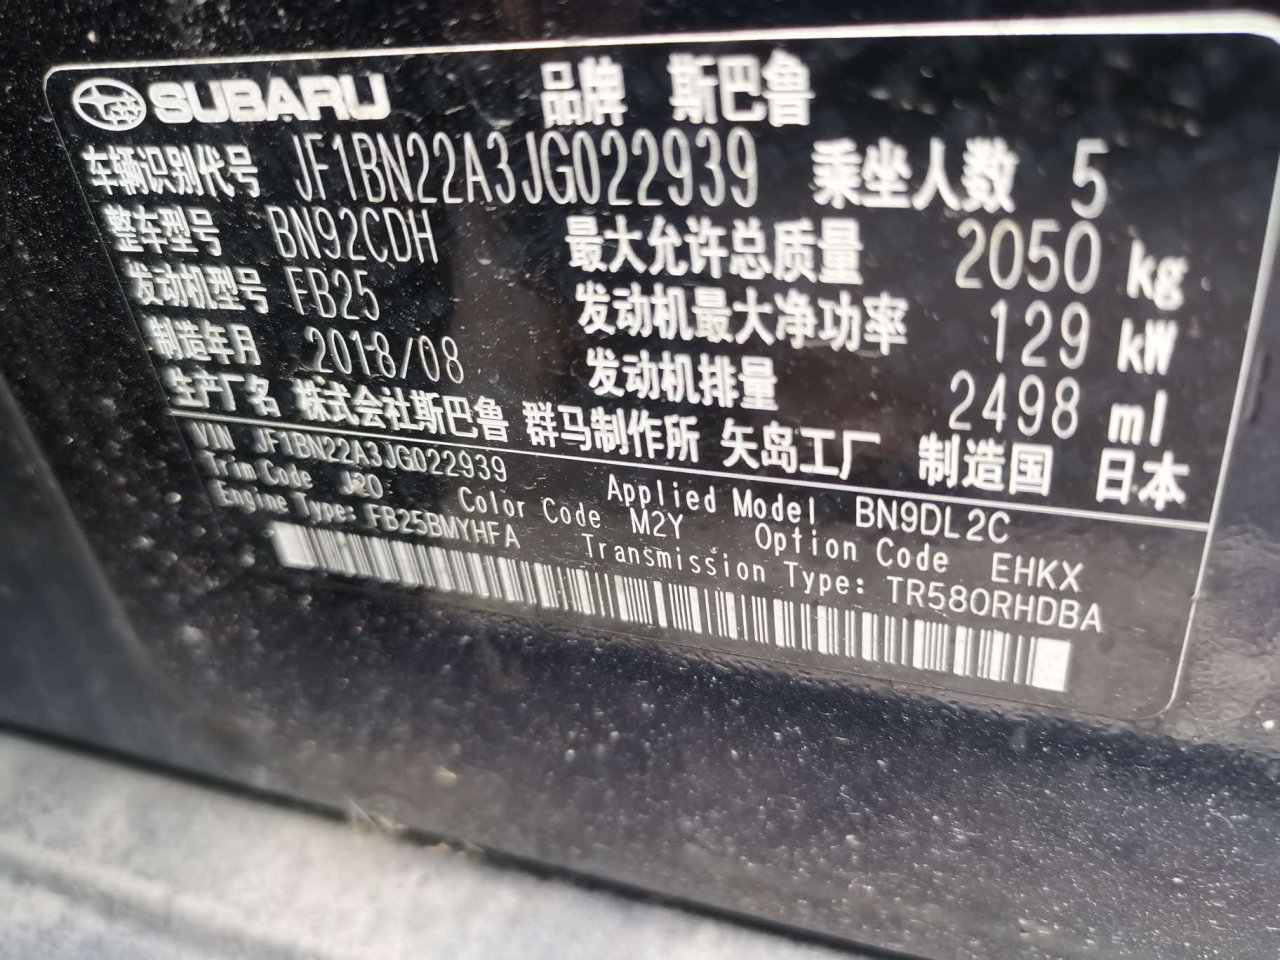 SUBARU 品牌 斯巴鲁
车辆识别代号 JF1BN22A3JG022939 乘坐人数 5
整车型号 BN92CDH 最大允许总质量 2050 kg
发动机型号 FB25 发动机最大净功率 129 kW
制造年月 2018/08 发动机排量 2498 ml
生产厂名 株式会社斯巴鲁 群马制作所 矢岛工厂 制造国 日本
VIN JF1BN22A3JG022939 Applied Model BN9DL2C
Trim Code J20 Color Code M2Y Option Code EHKX
Engine Type: FB25BMYHFA Transmission Type: TR580RHDBA